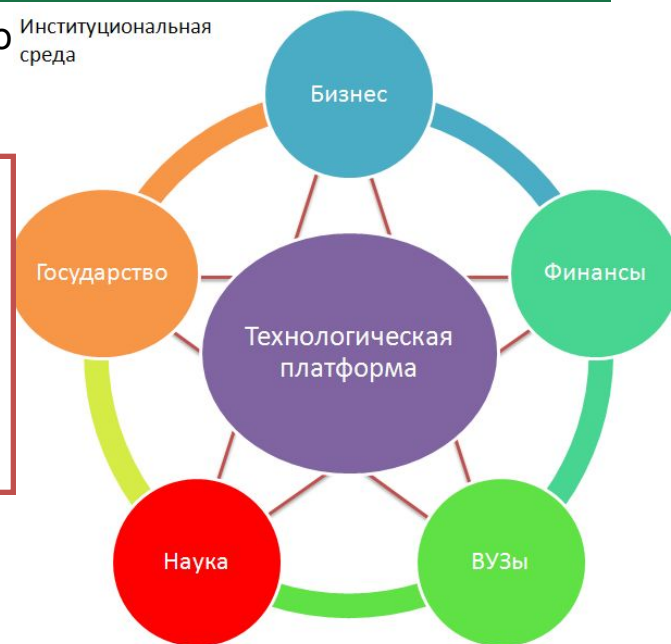 о Институциональная
среда
Бизнес
Государство
Финансы
Технологическая
платформа
Наука
ВУЗы